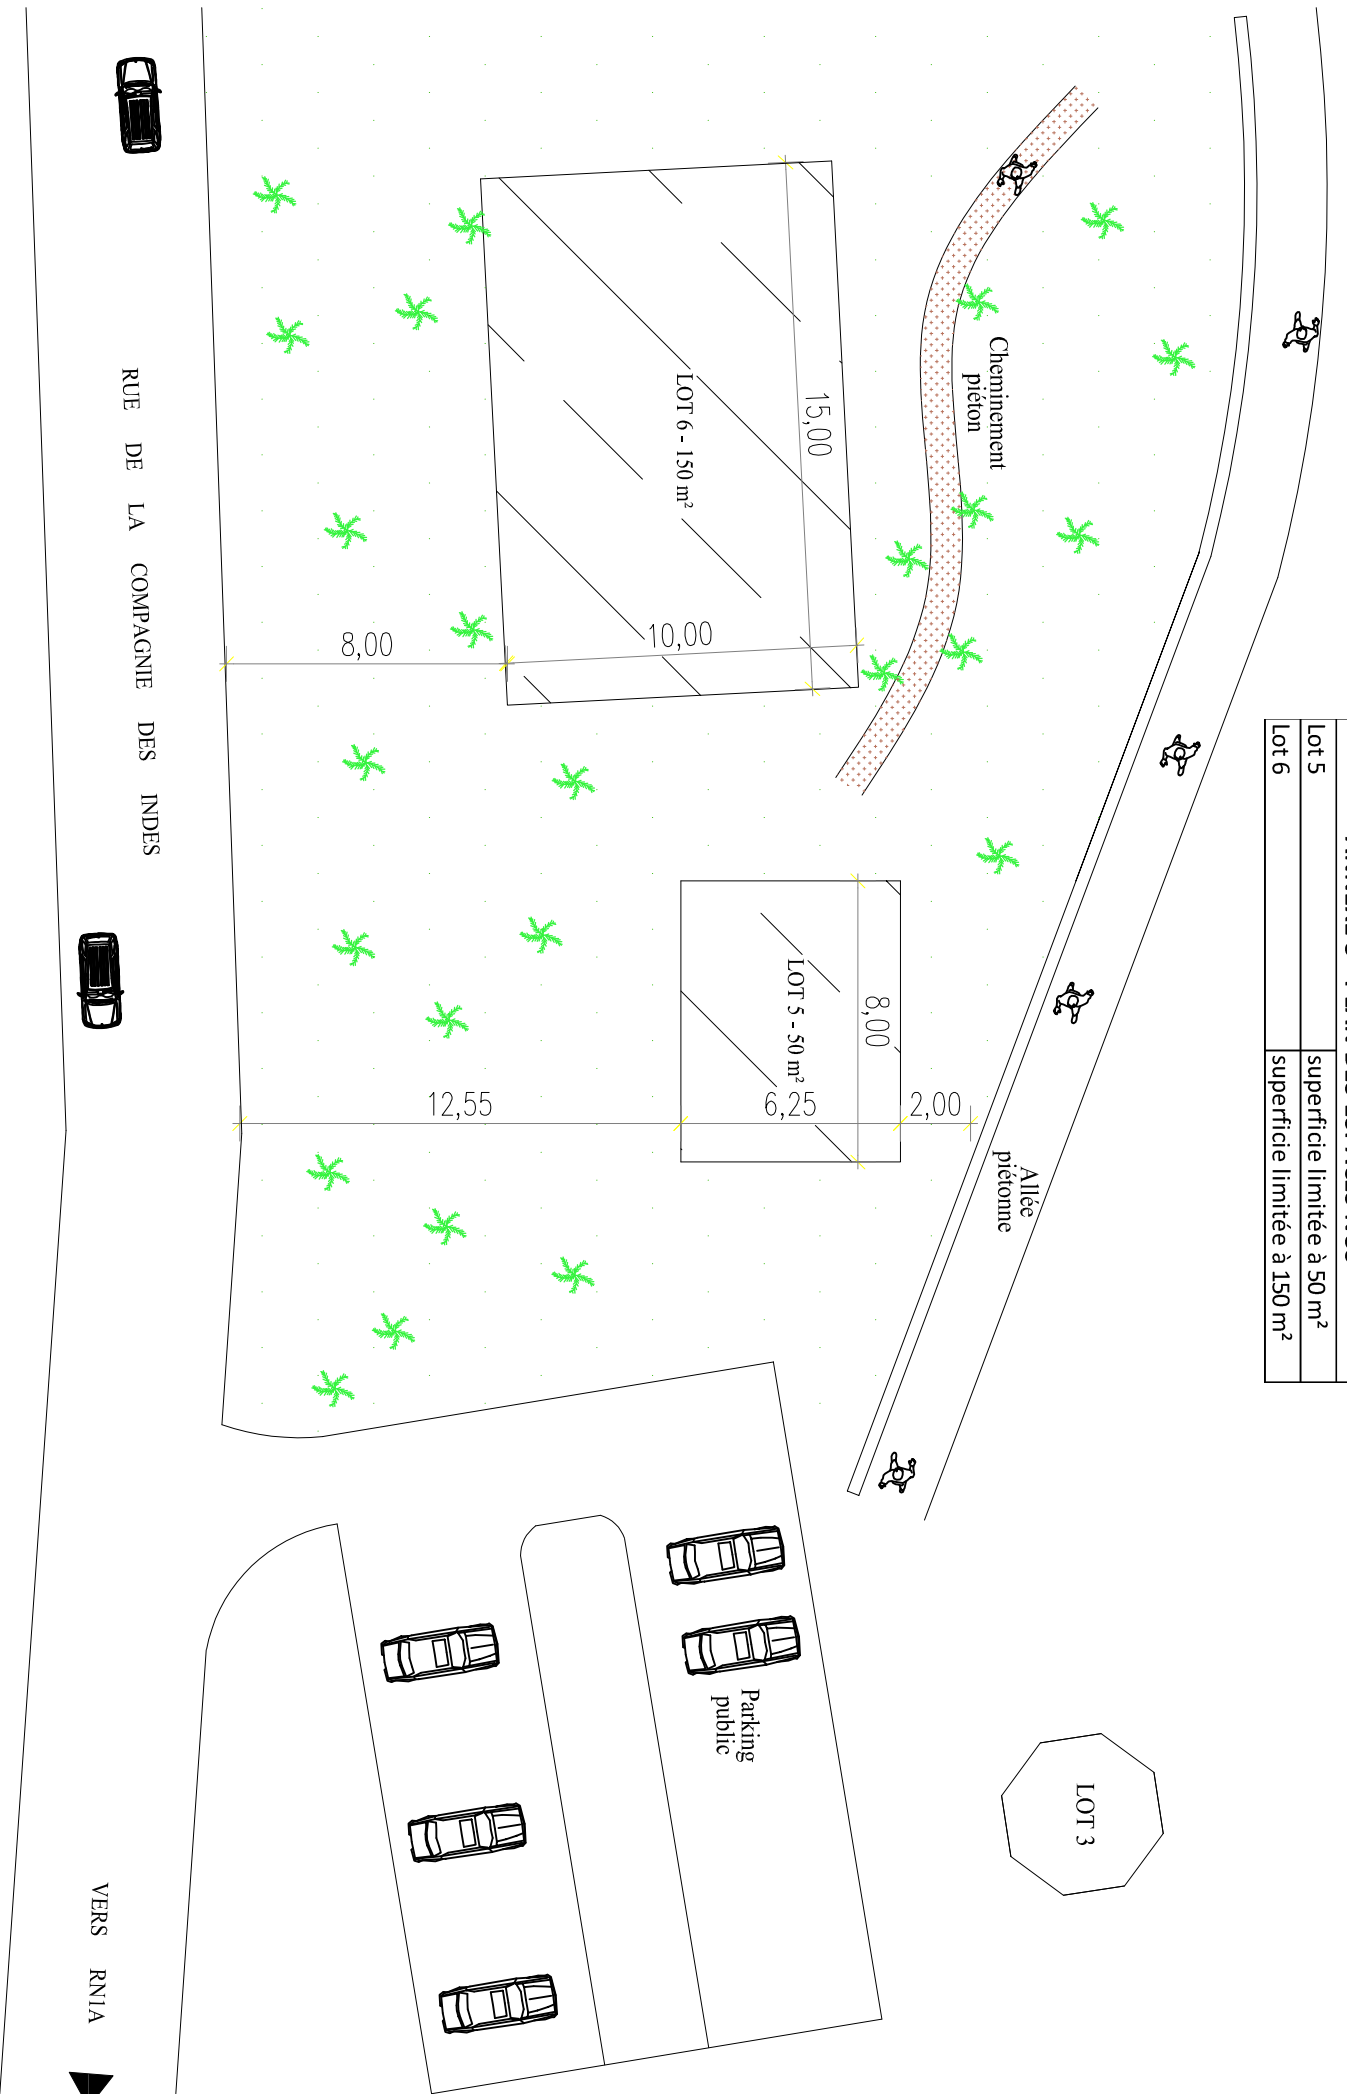 Lot 5 superficie limitée à 50 m²
Lot 6 superficie limitée à 150 m²
Cheminement
piéton
15,00
LOT 6 - 150 m²
10,00
8,00
RUE DE LA COMPAGNIE DES INDES
8,00
LOT 5 - 50 m²
12,55
6,25
2,00
Allée
piétonne
Parking
public
LOT 3
VERS RN1A